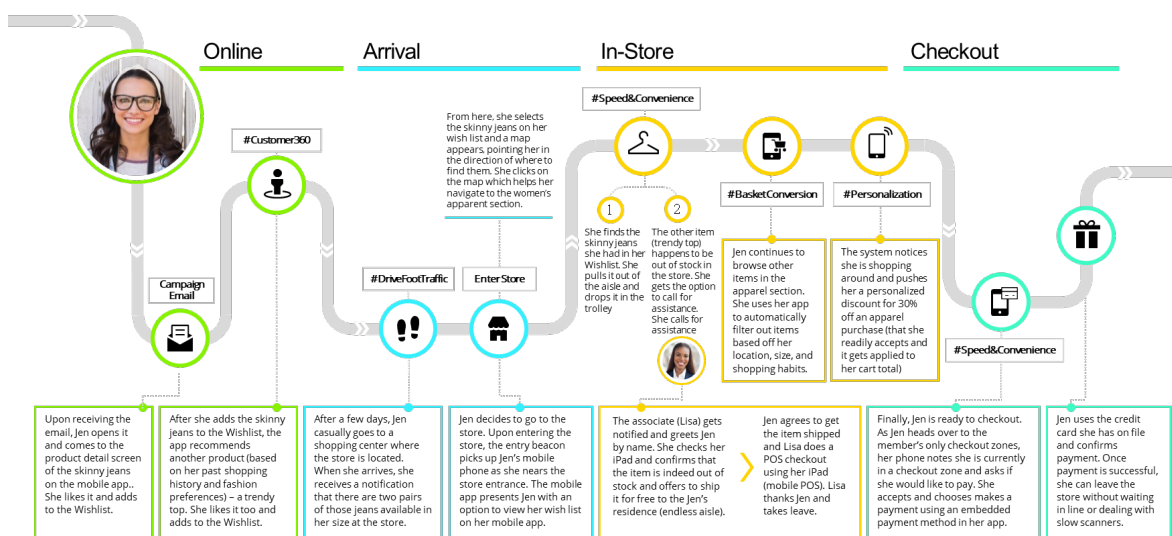 Online
Arrival
In-Store
Checkout
#Speed&Convenience
#Customer360
From here, she selects
the skinny jeans on her
wish list and a map
appears, pointing her in
the direction of where to
find them. She clicks on
the map which helps her
navigate to the women’s
apparent section.
#BasketConversion
#Personalization
1
2
She finds the
skinny jeans
she had in her
Wishlist. She
pulls it out of
the aisle and
drops it in the
trolley
The other item
(trendy top)
happens to be
out of stock in
the store. She
gets the option
to call for
assistance.
She calls for
assistance
Jen continues to
browse other
items in the
apparel section.
She uses her app
to automatically
filter out items
based off her
location, size, and
shopping habits.
The system notices
she is shopping
around and pushes
her a personalized
discount for 30%
off an apparel
purchase (that she
readily accepts and
it gets applied to
her cart total)
Campaign
Email
#DriveFootTraffic
Enter Store
#Speed&Convenience
Upon receiving the
email, Jen opens it
and comes to the
product detail screen
of the skinny jeans
on the mobile app..
She likes it and adds
to the Wishlist.
After she adds the skinny
jeans to the Wishlist, the
app recommends
another product (based
on her past shopping
history and fashion
preferences) – a trendy
top. She likes it too and
adds to the Wishlist.
After a few days, Jen
casually goes to a
shopping center where
the store is located.
When she arrives, she
receives a notification
that there are two pairs
of those jeans available in
her size at the store.
Jen decides to go to the
store. Upon entering the
store, the entry beacon
picks up Jen’s mobile
phone as she nears the
store entrance. The mobile
app presents Jen with an
option to view her wish list
on her mobile app.
The associate (Lisa) gets
notified and greets Jen
by name. She checks her
iPad and confirms that
the item is indeed out of
stock and offers to ship
it for free to the Jen’s
residence (endless aisle).
Jen agrees to get
the item shipped
and Lisa does a
POS checkout
using her iPad
(mobile POS). Lisa
thanks Jen and
takes leave.
Finally, Jen is ready to checkout.
As Jen heads over to the
member’s only checkout zones,
her phone notes she is currently
in a checkout zone and asks if
she would like to pay. She
accepts and chooses makes a
payment using an embedded
payment method in her app.
Jen uses the credit
card she has on file
and confirms
payment. Once
payment is successful,
she can leave the
store without waiting
in line or dealing with
slow scanners.